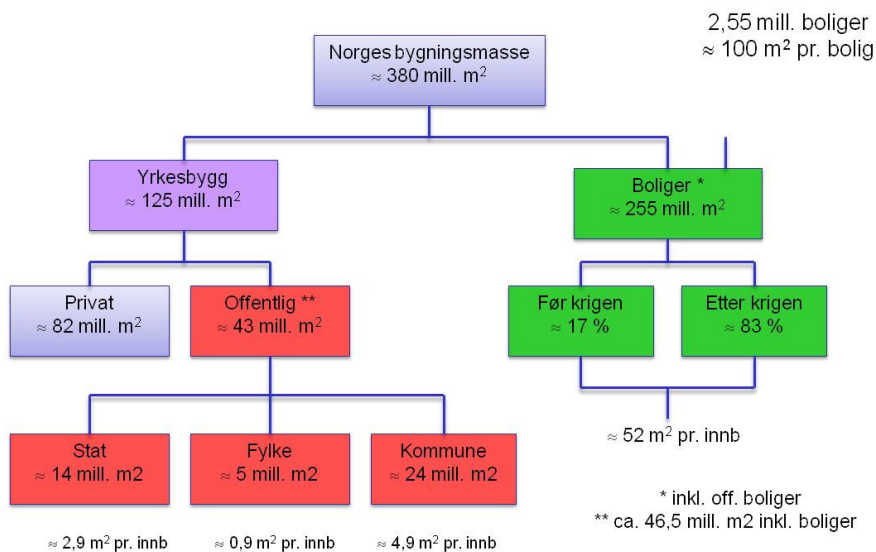 2,55 mill. boliger
≈ 100 m² pr. bolig
Norges bygningsmasse
≈ 380 mill. m²
Yrkesbygg
≈ 125 mill. m²
Boliger *
≈ 255 mill. m²
Privat
≈ 82 mill. m²
Offentlig **
≈ 43 mill. m²
Før krigen
≈ 17 %
Etter krigen
≈ 83 %
Stat
≈ 14 mill. m2
Fylke
≈ 5 mill. m2
Kommune
≈ 24 mill. m2
≈ 52 m² pr. innb
≈ 2,9 m² pr. innb
≈ 0,9 m² pr. innb
≈ 4,9 m² pr. innb
* inkl. off. boliger
** ca. 46,5 mill. m2 inkl. boliger